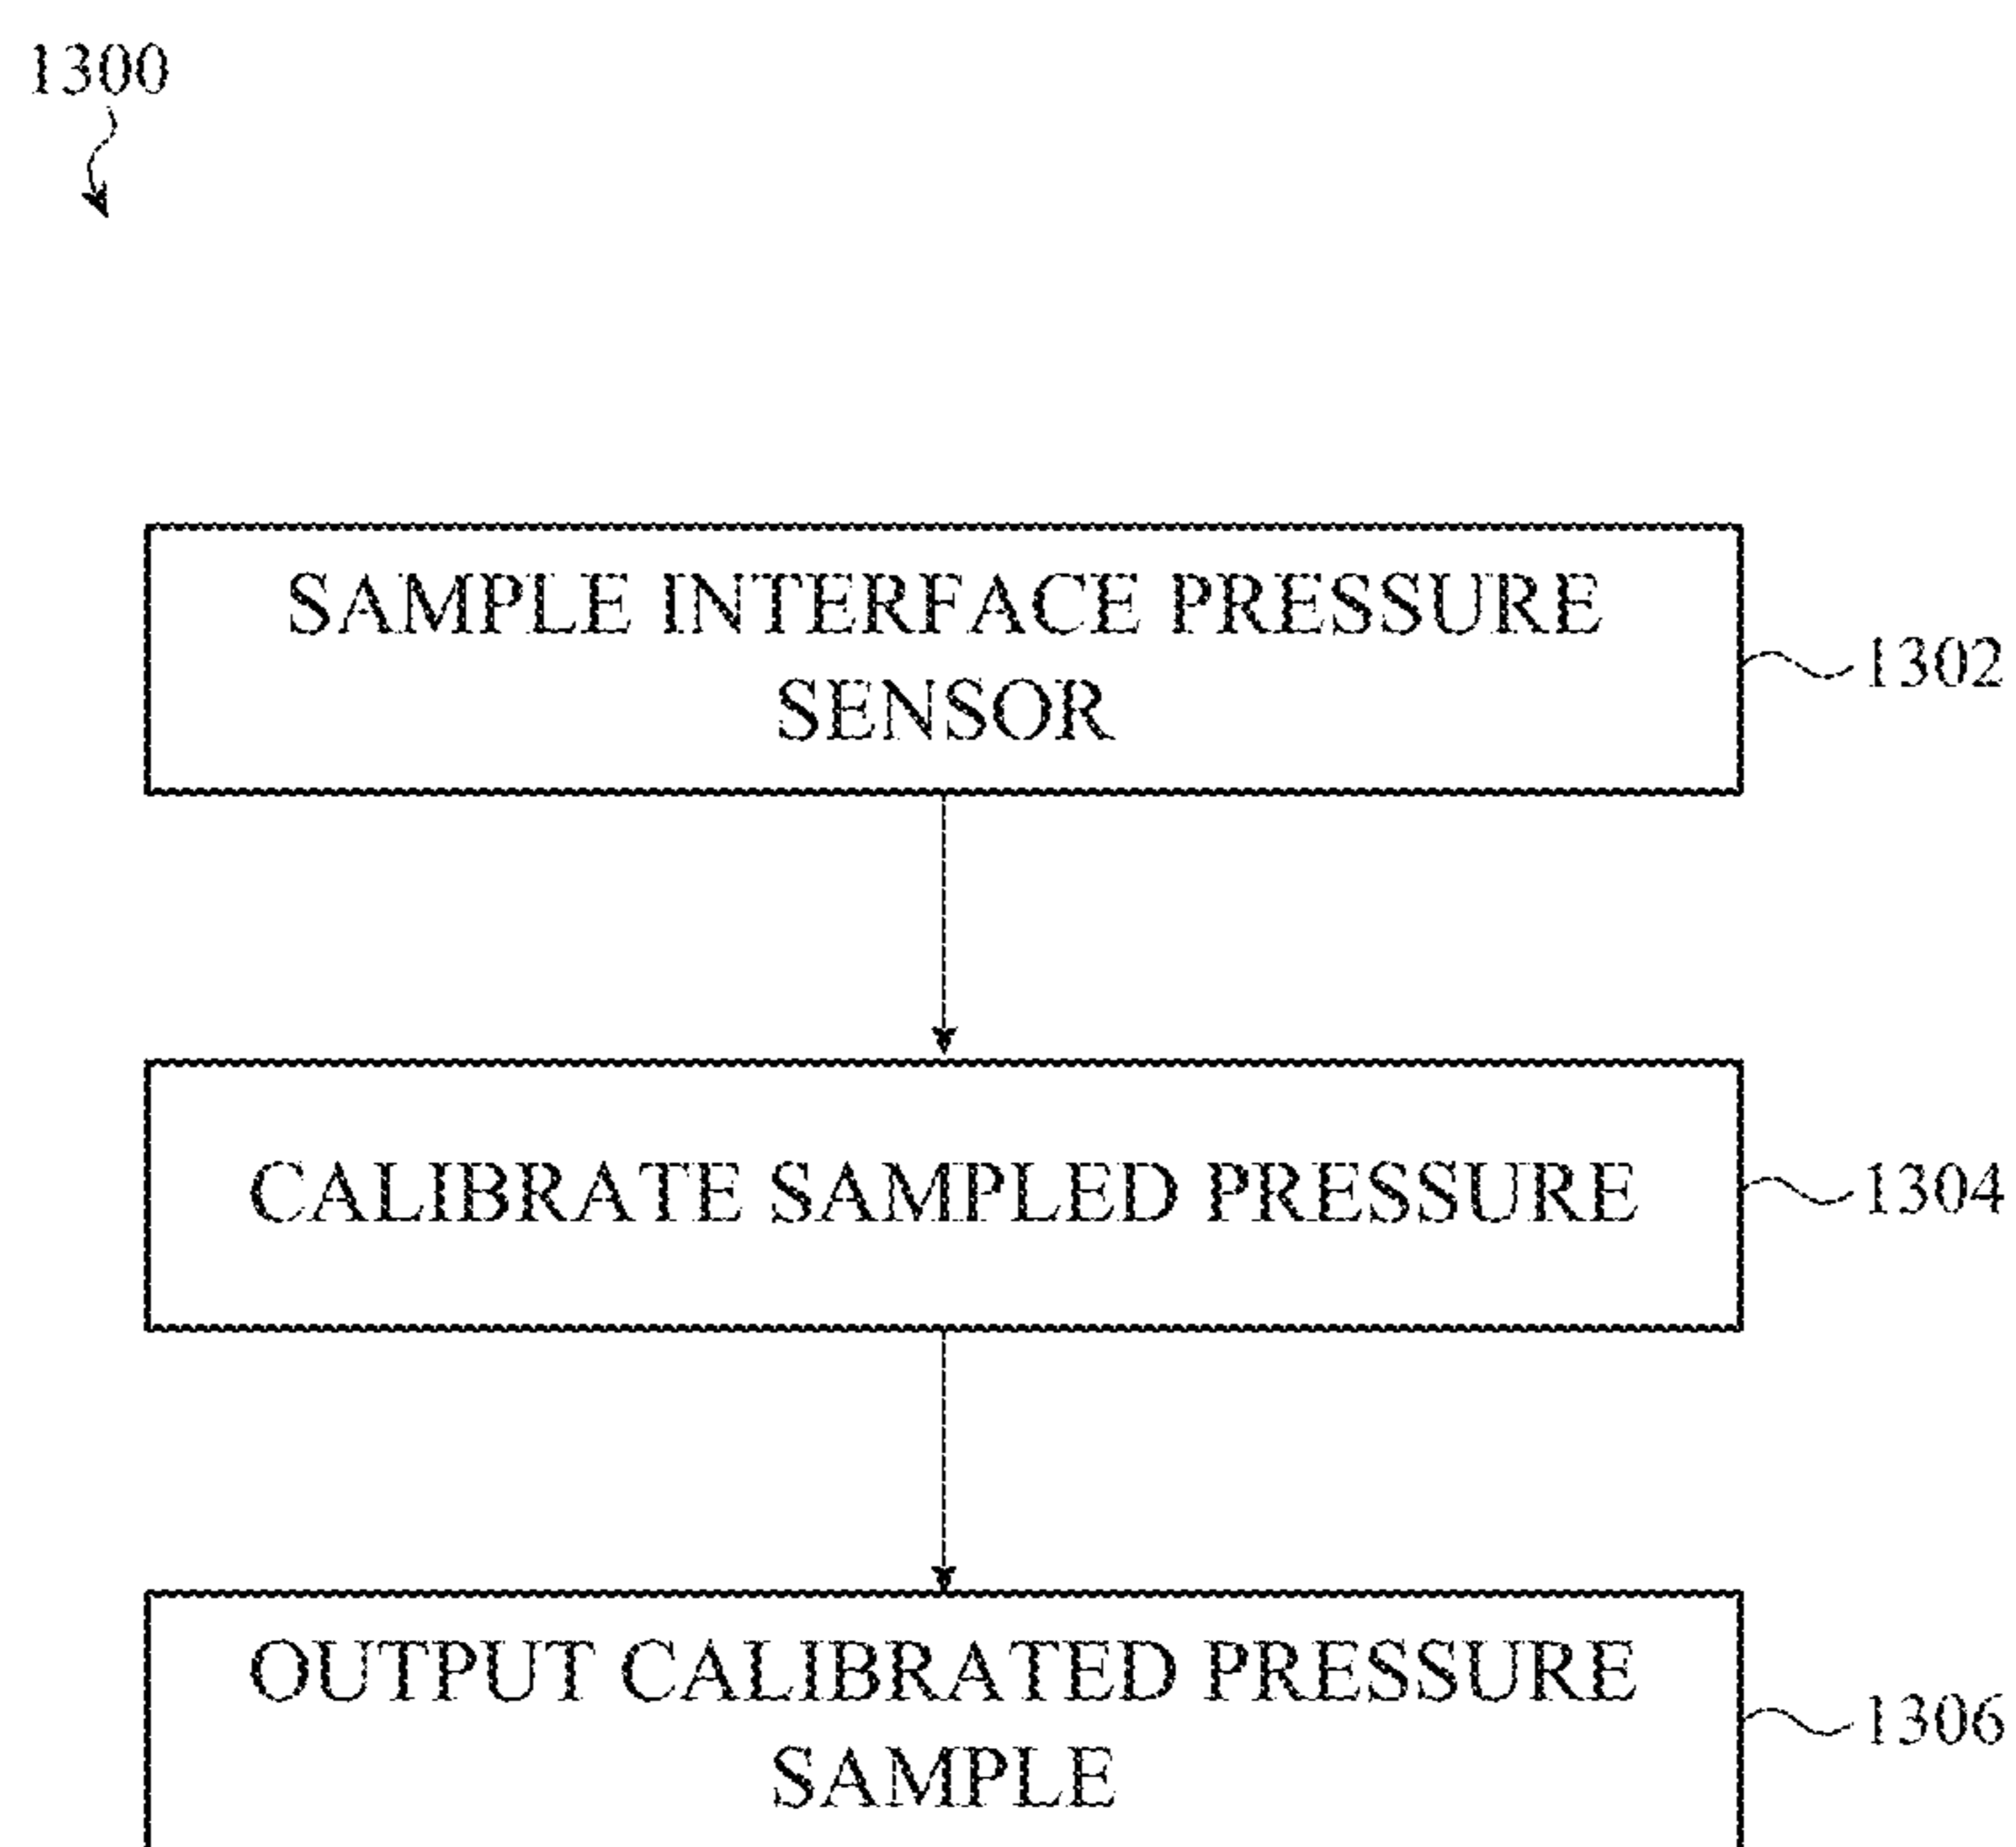 1300
SAMPLE INTERFACE PRESSURE
SENSOR
1302
CALIBRATE SAMPLED PRESSURE
1304
OUTPUT CALIBRATED PRESSURE
SAMPLE
1306